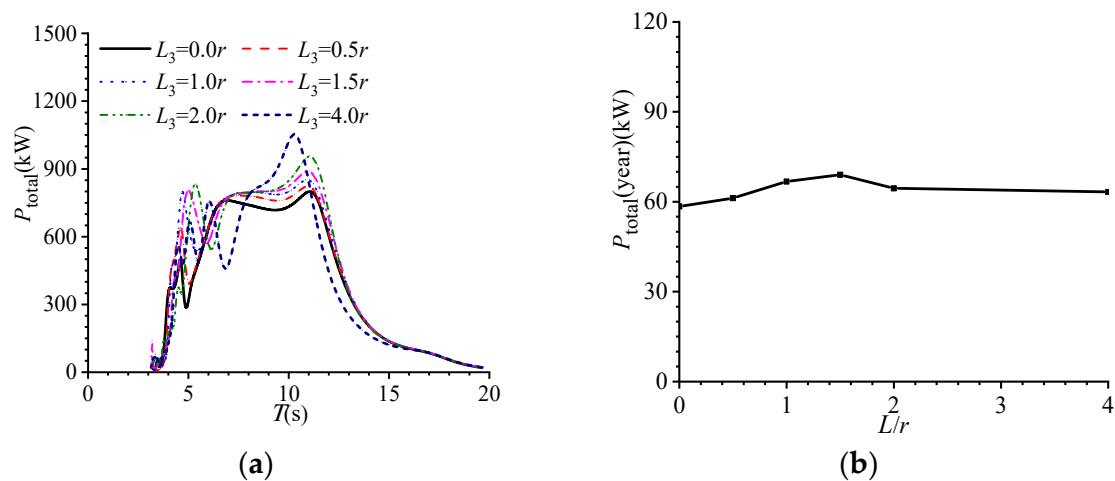 1500
1200
900
600
300
0
P_total(kW)
L_3=0.0r L_3=0.5r
L_3=1.0r L_3=1.5r
L_3=2.0r L_3=4.0r
0 5 10 15 20
T(s)
(a)
120
90
60
30
0
P_total(year)(kW)
0 1 2 3 4
L/r
(b)